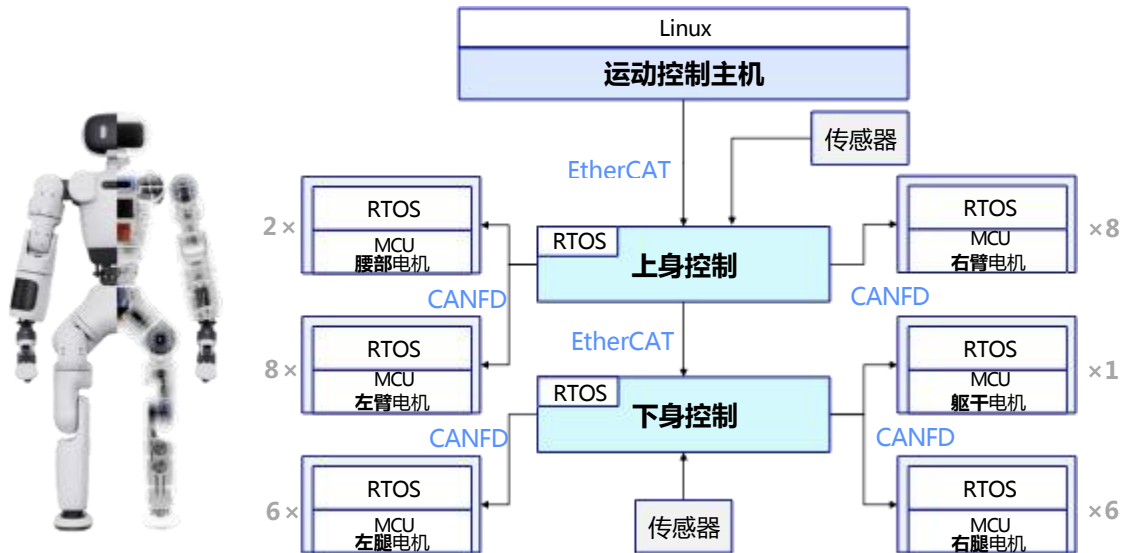 Linux
运动控制主机
传感器
EtherCAT
2×
RTOS
MCU
腰部电机
RTOS
上身控制
RTOS
MCU
右臂电机
×8
CANFD
CANFD
EtherCAT
8×
RTOS
MCU
左臂电机
RTOS
下身控制
RTOS
MCU
躯干电机
×1
CANFD
CANFD
6×
RTOS
MCU
左腿电机
传感器
RTOS
MCU
右腿电机
×6